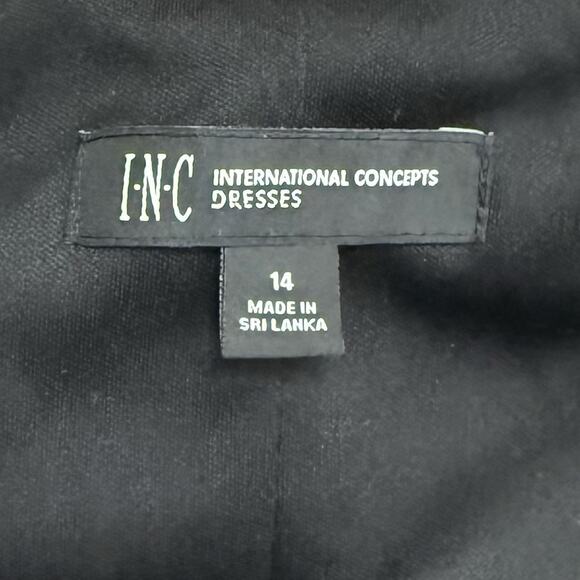 I·N·C INTERNATIONAL CONCEPTS
DRESSES
14
MADE IN
SRI LANKA